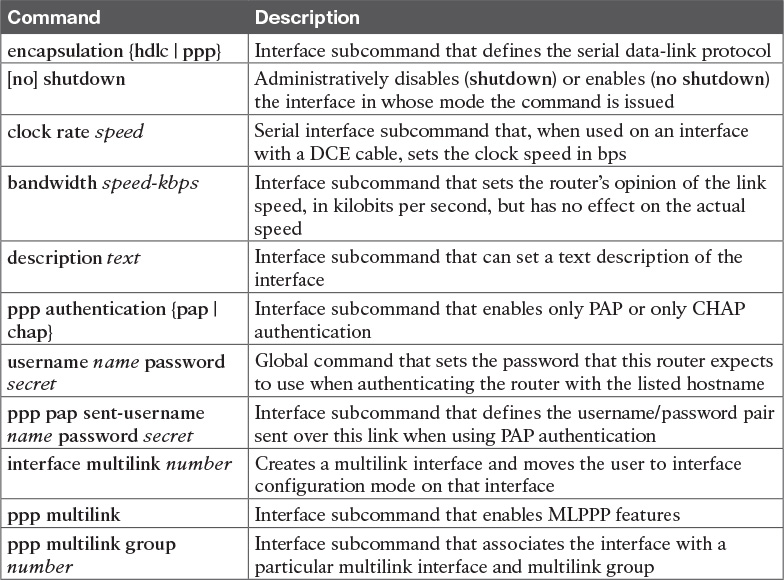 Command Description
encapsulation {hdlc | ppp} Interface subcommand that defines the serial data-link protocol
[no] shutdown Administratively disables (shutdown) or enables (no shutdown)
the interface in whose mode the command is issued
clock rate speed Serial interface subcommand that, when used on an interface
with a DCE cable, sets the clock speed in bps
bandwidth speed-kbps Interface subcommand that sets the router's opinion of the link
speed, in kilobits per second, but has no effect on the actual
speed
description text Interface subcommand that can set a text description of the
interface
ppp authentication {pap | Interface subcommand that enables only PAP or only CHAP
chap} authentication
username name password Global command that sets the password that this router expects
secret to use when authenticating the router with the listed hostname
ppp pap sent-username Interface subcommand that defines the username/password pair
name password secret sent over this link when using PAP authentication
interface multilink number Creates a multilink interface and moves the user to interface
configuration mode on that interface
ppp multilink Interface subcommand that enables MLPPP features
ppp multilink group Interface subcommand that associates the interface with a
number particular multilink interface and multilink group